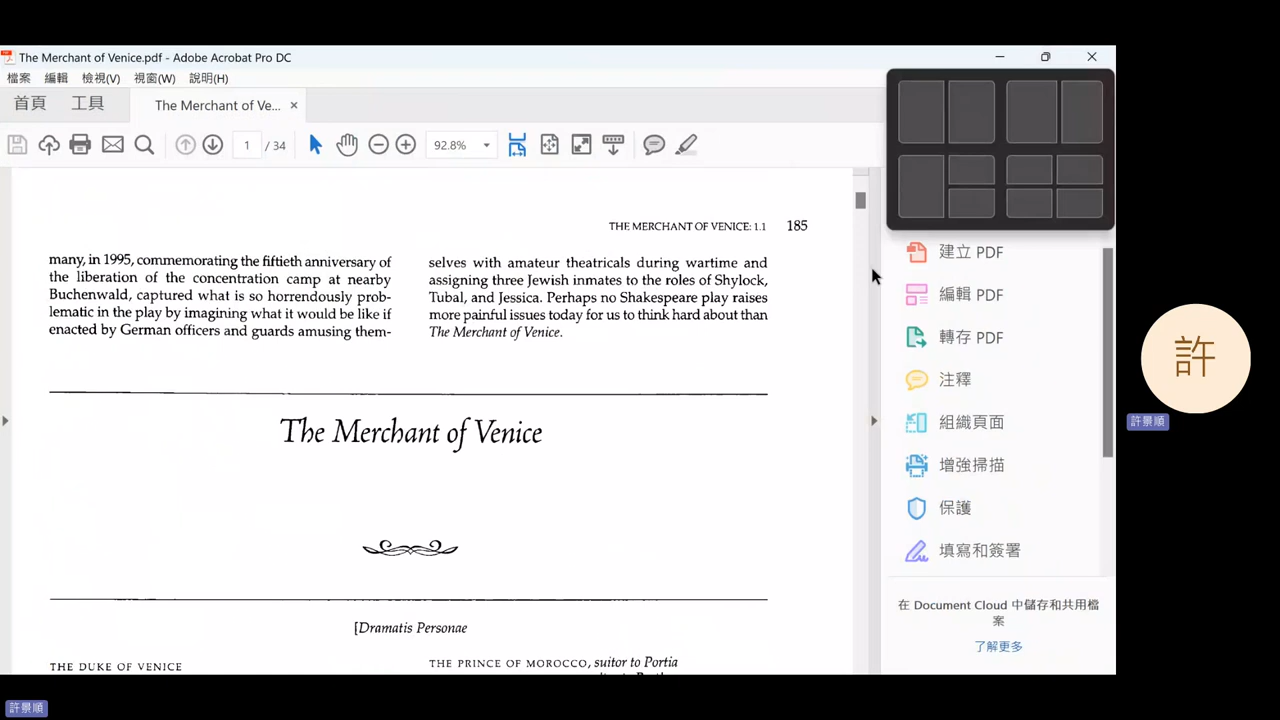 The Merchant of Venice.pdf - Adobe Acrobat Pro DC
檔案 編輯 檢視(V) 視窗(W) 說明(H)
首頁 工具 The Merchant of Ve... ×
1 / 34 92.8%
THE MERCHANT OF VENICE: 1.1 185
many, in 1995, commemorating the fiftieth anniversary of
the liberation of the concentration camp at nearby
Buchenwald, captured what is so horrendously prob-
lematic in the play by imagining what it would be like if
enacted by German officers and guards amusing them-
selves with amateur theatricals during wartime and
assigning three Jewish inmates to the roles of Shylock,
Tubal, and Jessica. Perhaps no Shakespeare play raises
more painful issues today for us to think hard about than
The Merchant of Venice.
The Merchant of Venice
[Dramatis Personae
THE DUKE OF VENICE
THE PRINCE OF MOROCCO, suitor to Portia
建立 PDF
編輯 PDF
轉存 PDF
注釋
組織頁面
增強掃描
保護
填寫和簽署
在 Document Cloud 中儲存和共用檔
案
了解更多
許
許景順
許景順